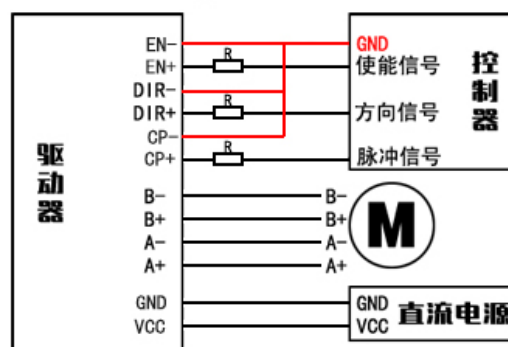 EN- GND
EN+ R 使能信号
DIR-
DIR+ R 方向信号
CP-
CP+ R 脉冲信号
驱动器
控制器
B- B-
B+ B+
A- A-
A+ A+
M
GND GND
VCC VCC
直流电源